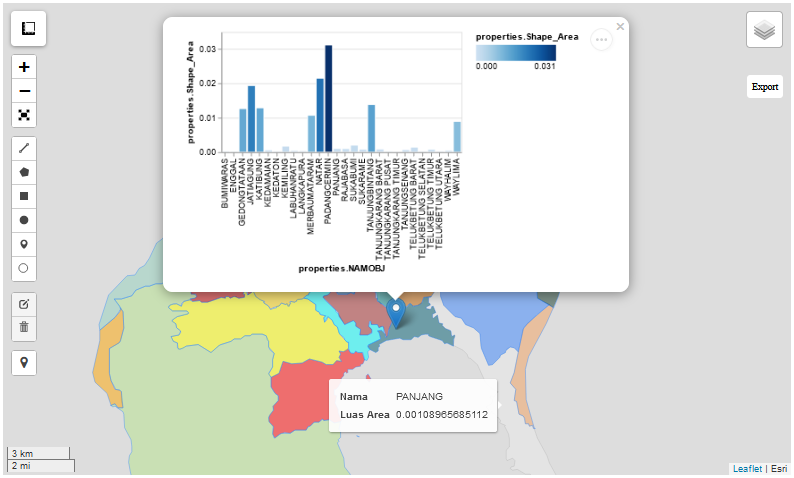 properties.Shape_Area
0.03
0.02
0.01
0.00
BUMIWARAS
ENGGAL
GEDONGTATAAN
JATIAGUNG
KATIBUNG
KEDAMAIAN
KEDATON
KEMILING
LABUHANRATU
LANGKAPURA
MERBAUMATARAM
NATAR
PADANGCERMIN
PANJANG
RAJABASA
SUKABUMI
SUKARAME
TANJUNGBINTANG
TANJUNGKARANG BARAT
TANJUNGKARANG PUSAT
TANJUNGKARANG TIMUR
TANJUNGSENANG
TELUKBETUNG BARAT
TELUKBETUNG SELATAN
TELUKBETUNG TIMUR
TELUKBETUNG UTARA
WAYHALIM
WAYLIMA
properties.NAMOBJ
properties.Shape_Area
0.000 0.031
×
+
−
Export
Nama PANJANG
Luas Area 0.00108965685112
3 km
2 mi
Leaflet | Esri